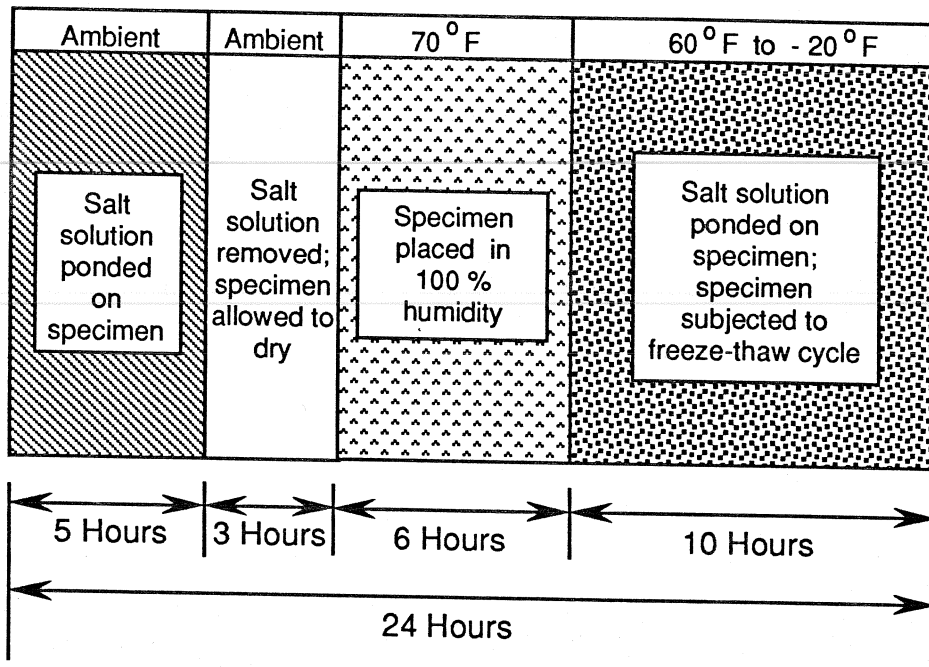 Ambient
Ambient
70 °F
60 °F to - 20 °F
Salt
solution
ponded
on
specimen
Salt
solution
removed;
specimen
allowed to
dry
Specimen
placed in
100 %
humidity
Salt solution
ponded on
specimen;
specimen
subjected to
freeze-thaw cycle
5 Hours
3 Hours
6 Hours
10 Hours
24 Hours